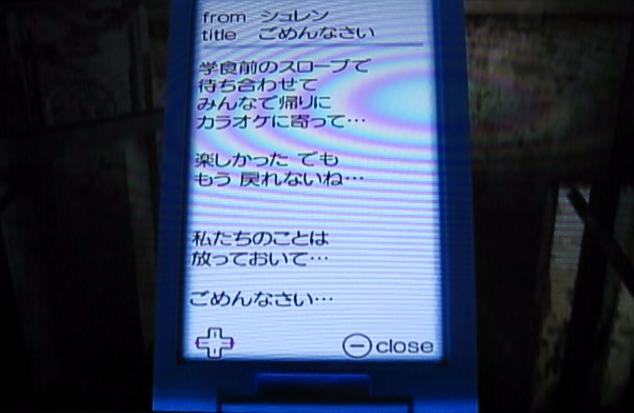 from シュレン
title ごめんなさい
学食前のスロープで
待ち合わせて
みんなで帰りに
カラオケに寄って…
楽しかった でも
もう 戻れないね…
私たちのことは
放っておいて…
ごめんなさい…
close